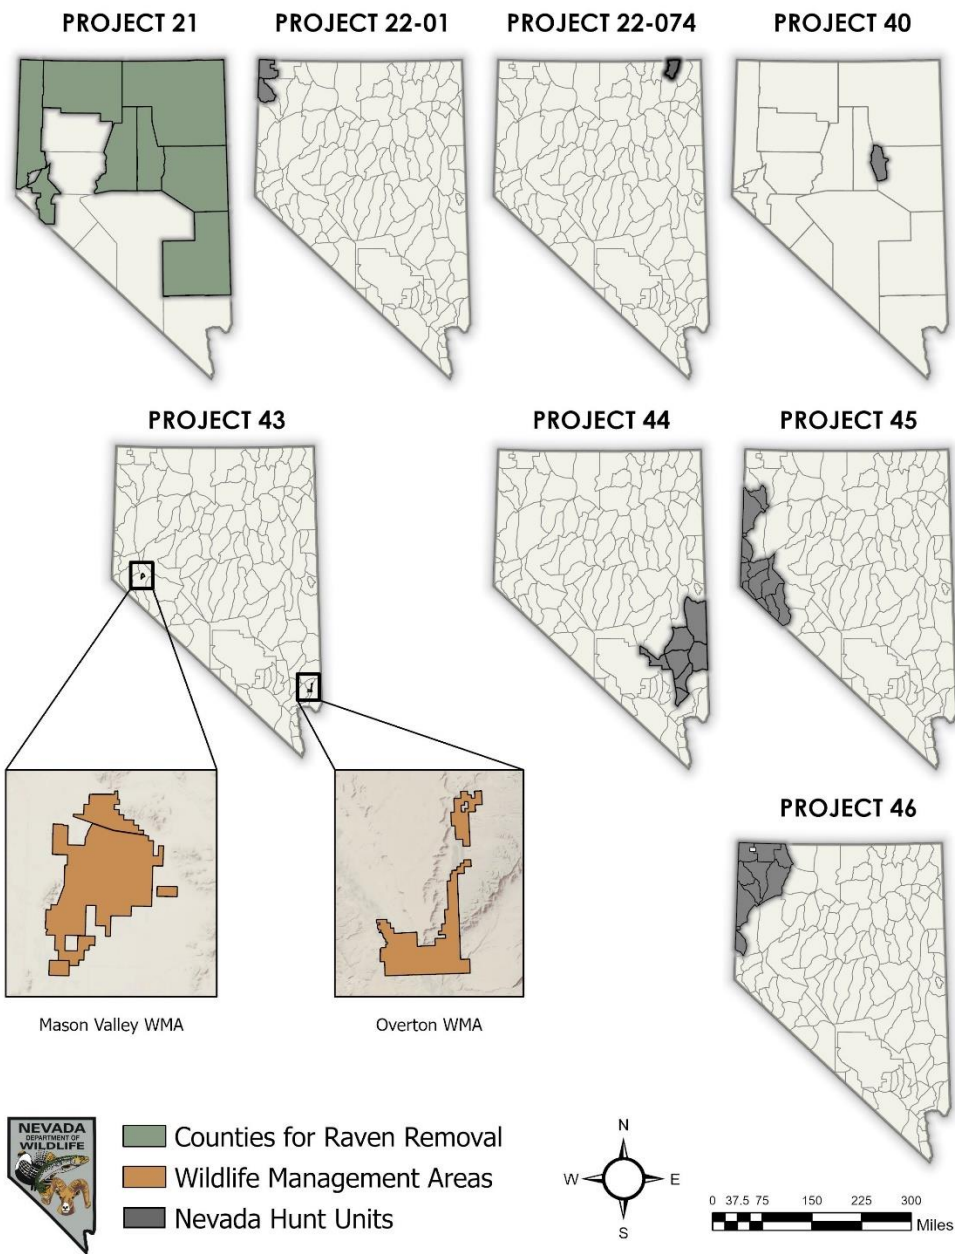 PROJECT 21
PROJECT 22-01
PROJECT 22-074
PROJECT 40
PROJECT 43
PROJECT 44
PROJECT 45
Mason Valley WMA
Overton WMA
PROJECT 46
NEVADA
DEPARTMENT OF
WILDLIFE
Counties for Raven Removal
Wildlife Management Areas
Nevada Hunt Units
N
W
E
S
0 37.5 75 150 225 300
Miles